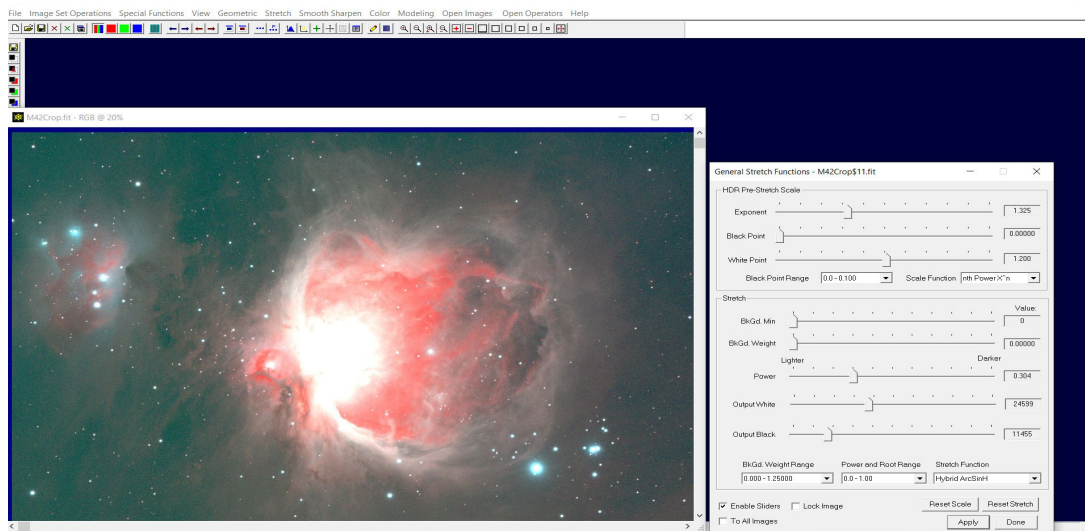 File Image Set Operations Special Functions View Geometric Stretch Smooth Sharpen Color Modeling Open Images Open Operators Help
M42Crop.fit - RGB @ 20%
General Stretch Functions - M42Crop$11.fit
HDR Pre-Stretch Scale
Exponent 1.325
Black Point 0.00000
White Point 1.200
Black Point Range 0.0 - 0.100 Scale Function nth Power X^n
Stretch
Value:
BkGd. Min 0
BkGd. Weight 0.00000
Lighter Darker
Power 0.304
Output White 24599
Output Black 11455
BkGd. Weight Range Power and Root Range Stretch Function
0.000 - 1.25000 0.0 - 1.00 Hybrid ArcSinH
Enable Sliders Lock Image Reset Scale Reset Stretch
To All Images Apply Done